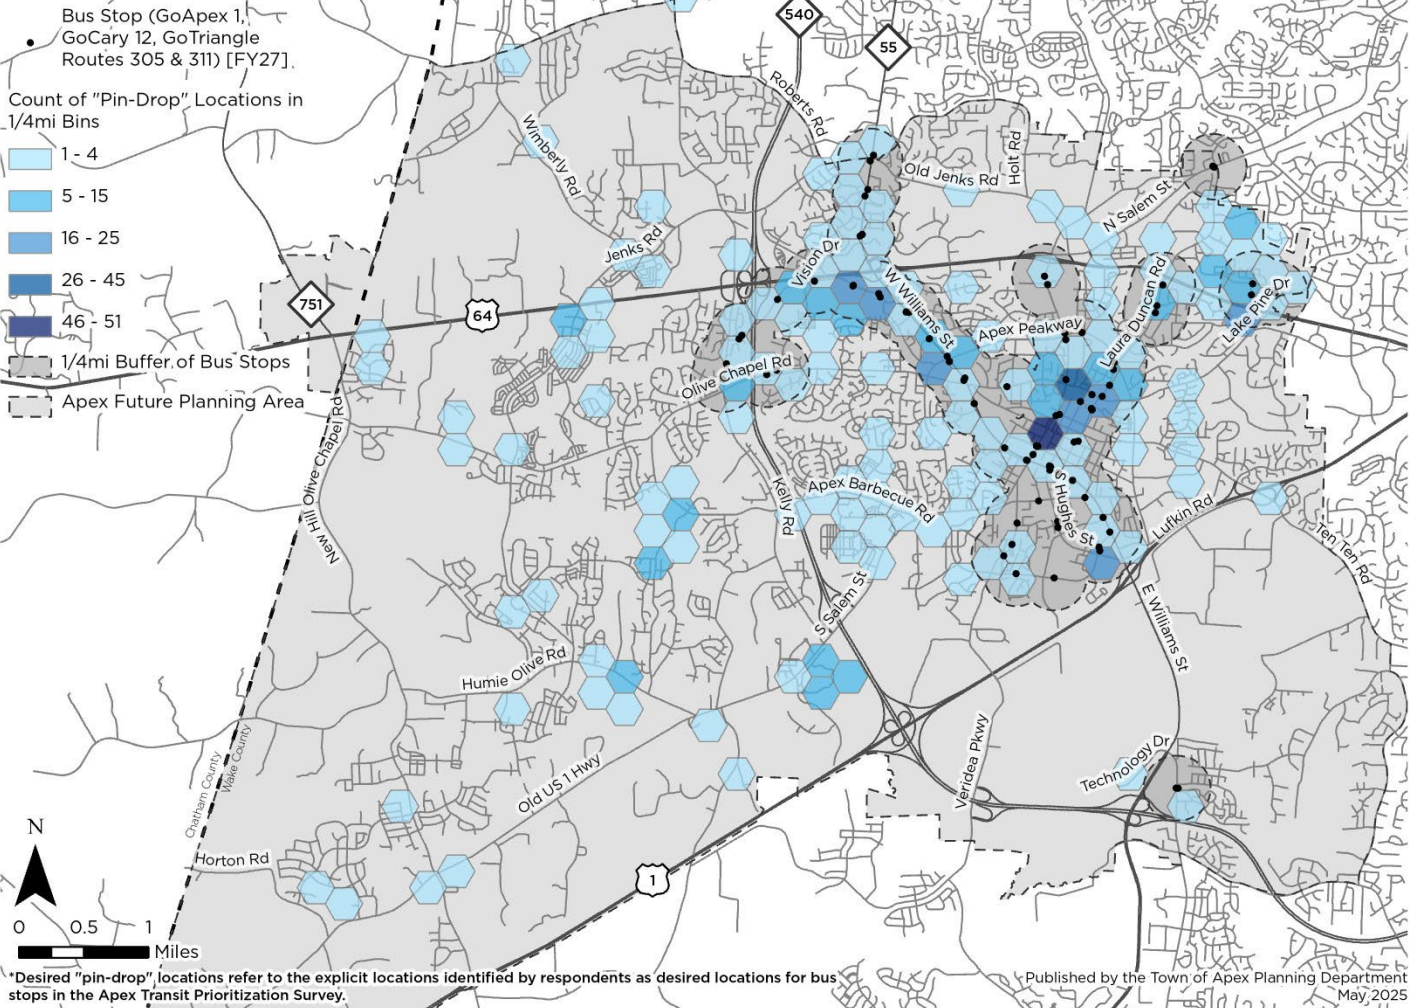 Bus Stop (GoApex 1,
GoCary 12, GoTriangle
Routes 305 & 311) [FY27]
Count of "Pin-Drop" Locations in
1/4mi Bins
1 - 4
5 - 15
16 - 25
26 - 45
46 - 51
1/4mi Buffer of Bus Stops
Apex Future Planning Area
540
55
Roberts Rd
Wimberly Rd
Old Jenks Rd
Holt Rd
N Salem St
Jenks Rd
Vision Dr
751
64
W Williams St
Apex Peakway
Laura Duncan Rd
Lake Pine Dr
Olive Chapel Rd
New Hill Olive Chapel Rd
Kelly Rd
Apex Barbecue Rd
S Hughes St
Lufkin Rd
Ten Ten Rd
S Salem St
E Williams St
Humie Olive Rd
Chatham County
Wake County
Old US 1 Hwy
Veridea Pkwy
Technology Dr
Horton Rd
1
N
0 0.5 1
Miles
*Desired "pin-drop" locations refer to the explicit locations identified by respondents as desired locations for bus
stops in the Apex Transit Prioritization Survey.
Published by the Town of Apex Planning Department
May 2025